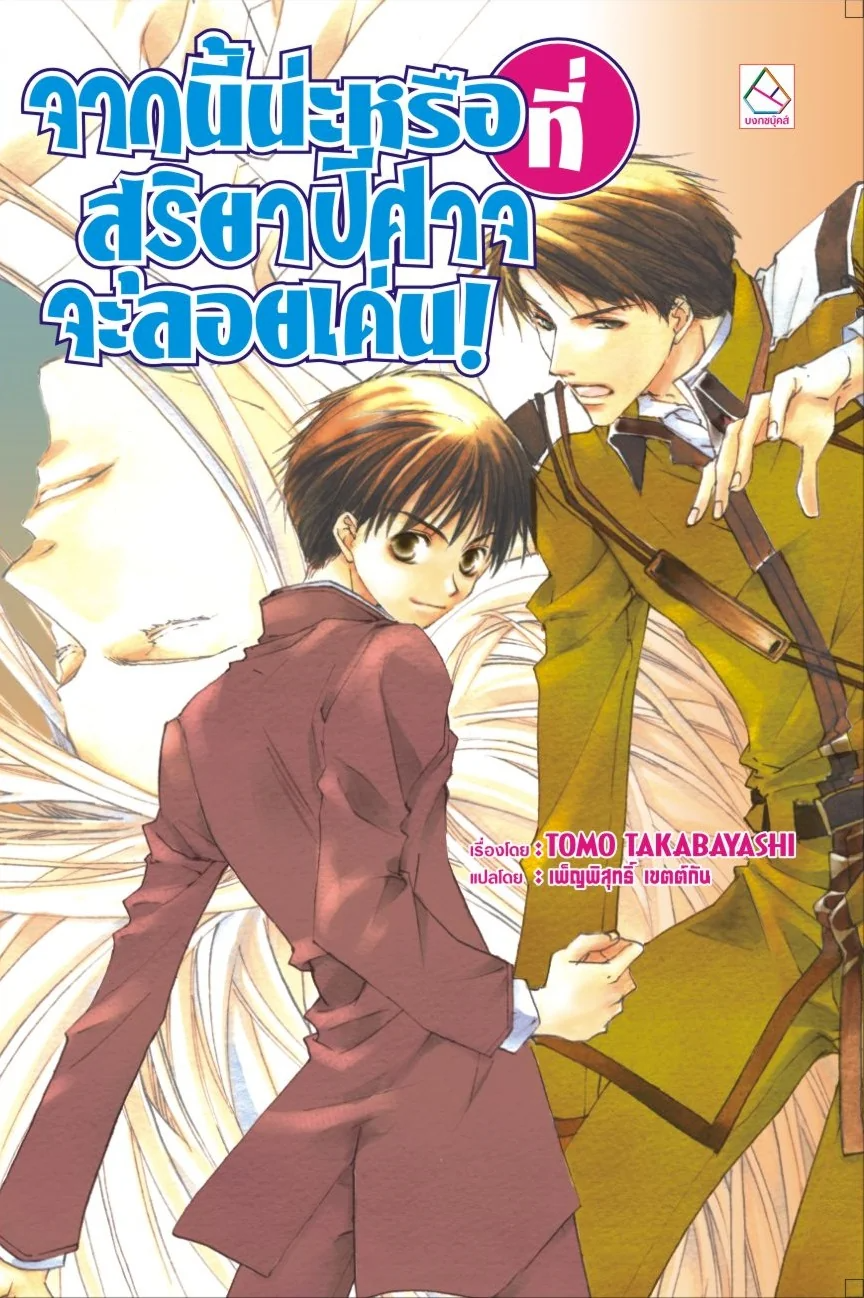 จากนี้น่ะหรือ ที่
สุริยาปีศาจ
จะลอยเด่น!
บงกชบุ๊คส์
เรื่องโดย : TOMO TAKABAYASHI
แปลโดย : เพ็ญพิสุทธิ์ เขตต์กัน